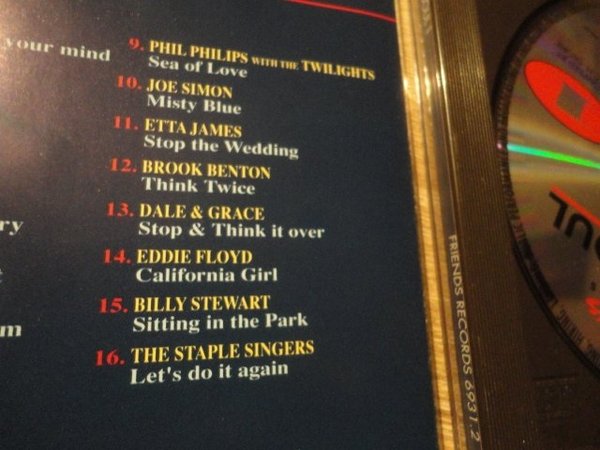 your mind
9. PHIL PHILIPS WITH THE TWILIGHTS
Sea of Love
10. JOE SIMON
Misty Blue
11. ETTA JAMES
Stop the Wedding
12. BROOK BENTON
Think Twice
13. DALE & GRACE
Stop & Think it over
14. EDDIE FLOYD
California Girl
15. BILLY STEWART
Sitting in the Park
16. THE STAPLE SINGERS
Let's do it again
FRIENDS RECORDS 6931.2